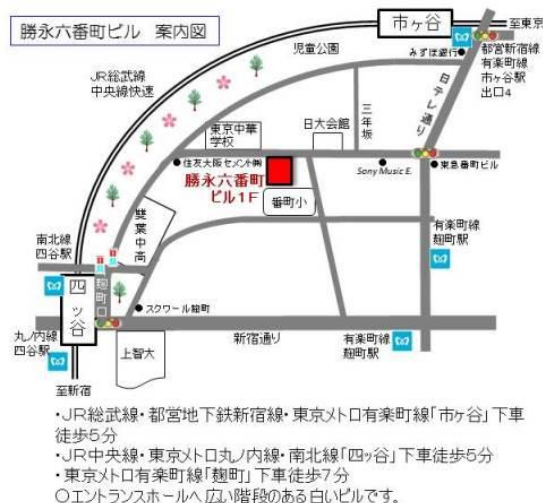 勝永六番町ビル 案内図
市ヶ谷
至東京
児童公園
みずほ銀行
都営新宿線
有楽町線
市ヶ谷駅
出口4
JR総武線
中央線快速
日テレ通り
三年坂
東京中華
学校
日大会館
住友大阪セメント㈱
Sony Music E.
東急番町ビル
勝永六番町
ビル1F
番町小
雙葉中高
有楽町線
麹町駅
南北線
四谷駅
麹町口
四ッ谷
スクワール麹町
丸ノ内線
四谷駅
新宿通り
有楽町線
麹町駅
上智大
至新宿
・JR総武線・都営地下鉄新宿線・東京メトロ有楽町線「市ヶ谷」下車
徒歩5分
・JR中央線・東京メトロ丸ノ内線・南北線「四ッ谷」下車徒歩5分
・東京メトロ有楽町線「麹町」下車徒歩7分
○エントランスホールへ広い階段のある白いビルです。